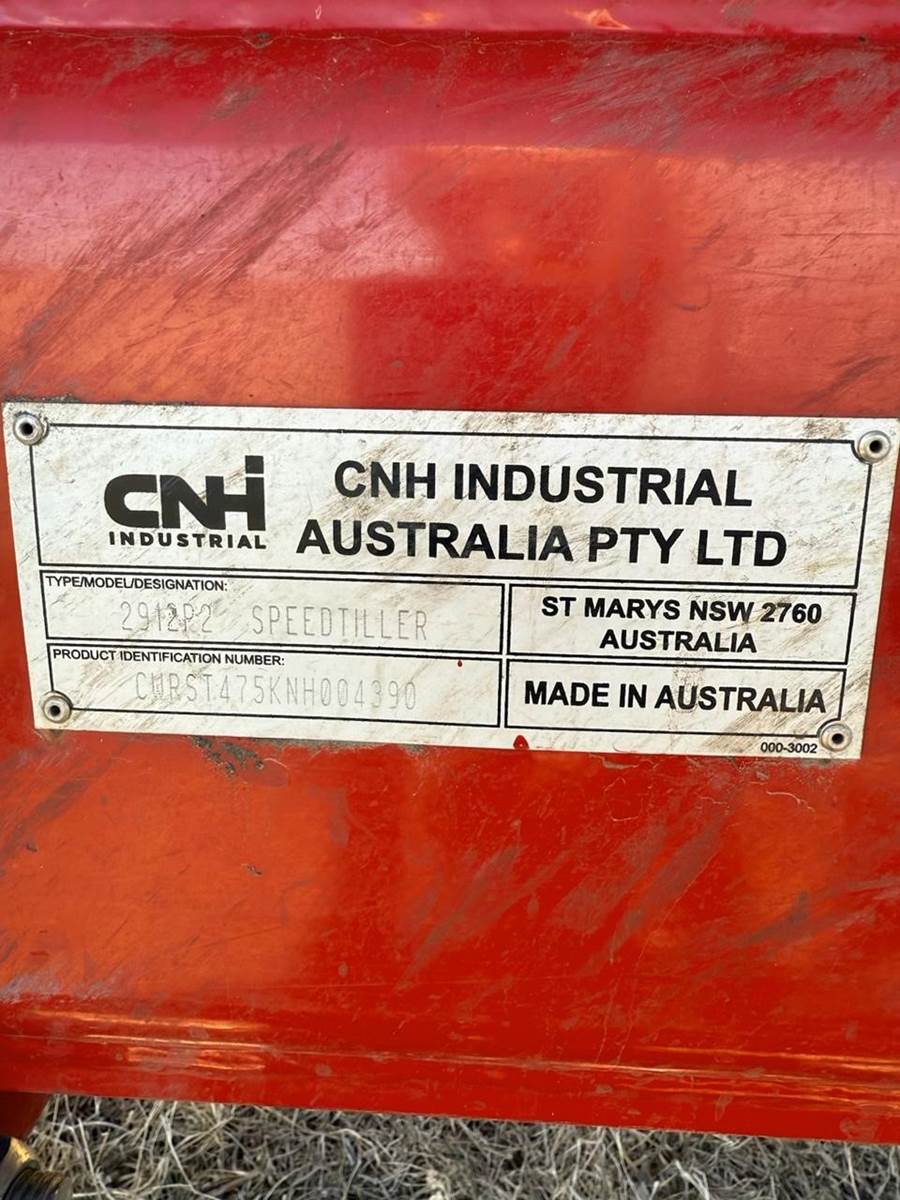 CNH
INDUSTRIAL
CNH INDUSTRIAL
AUSTRALIA PTY LTD
TYPE/MODEL/DESIGNATION:
2912P2 SPEEDTILLER
ST MARYS NSW 2760
AUSTRALIA
PRODUCT IDENTIFICATION NUMBER:
CWRST475KNH004390
MADE IN AUSTRALIA
000-3002